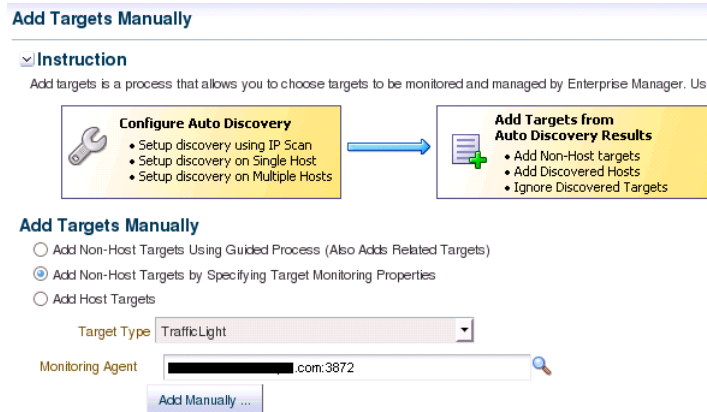 Add Targets Manually
Instruction
Add targets is a process that allows you to choose targets to be monitored and managed by Enterprise Manager. Us
Configure Auto Discovery
• Setup discovery using IP Scan
• Setup discovery on Single Host
• Setup discovery on Multiple Hosts
Add Targets from
Auto Discovery Results
• Add Non-Host targets
• Add Discovered Hosts
• Ignore Discovered Targets
Add Targets Manually
Add Non-Host Targets Using Guided Process (Also Adds Related Targets)
Add Non-Host Targets by Specifying Target Monitoring Properties
Add Host Targets
Target Type TrafficLight
Monitoring Agent .com:3872
Add Manually ...